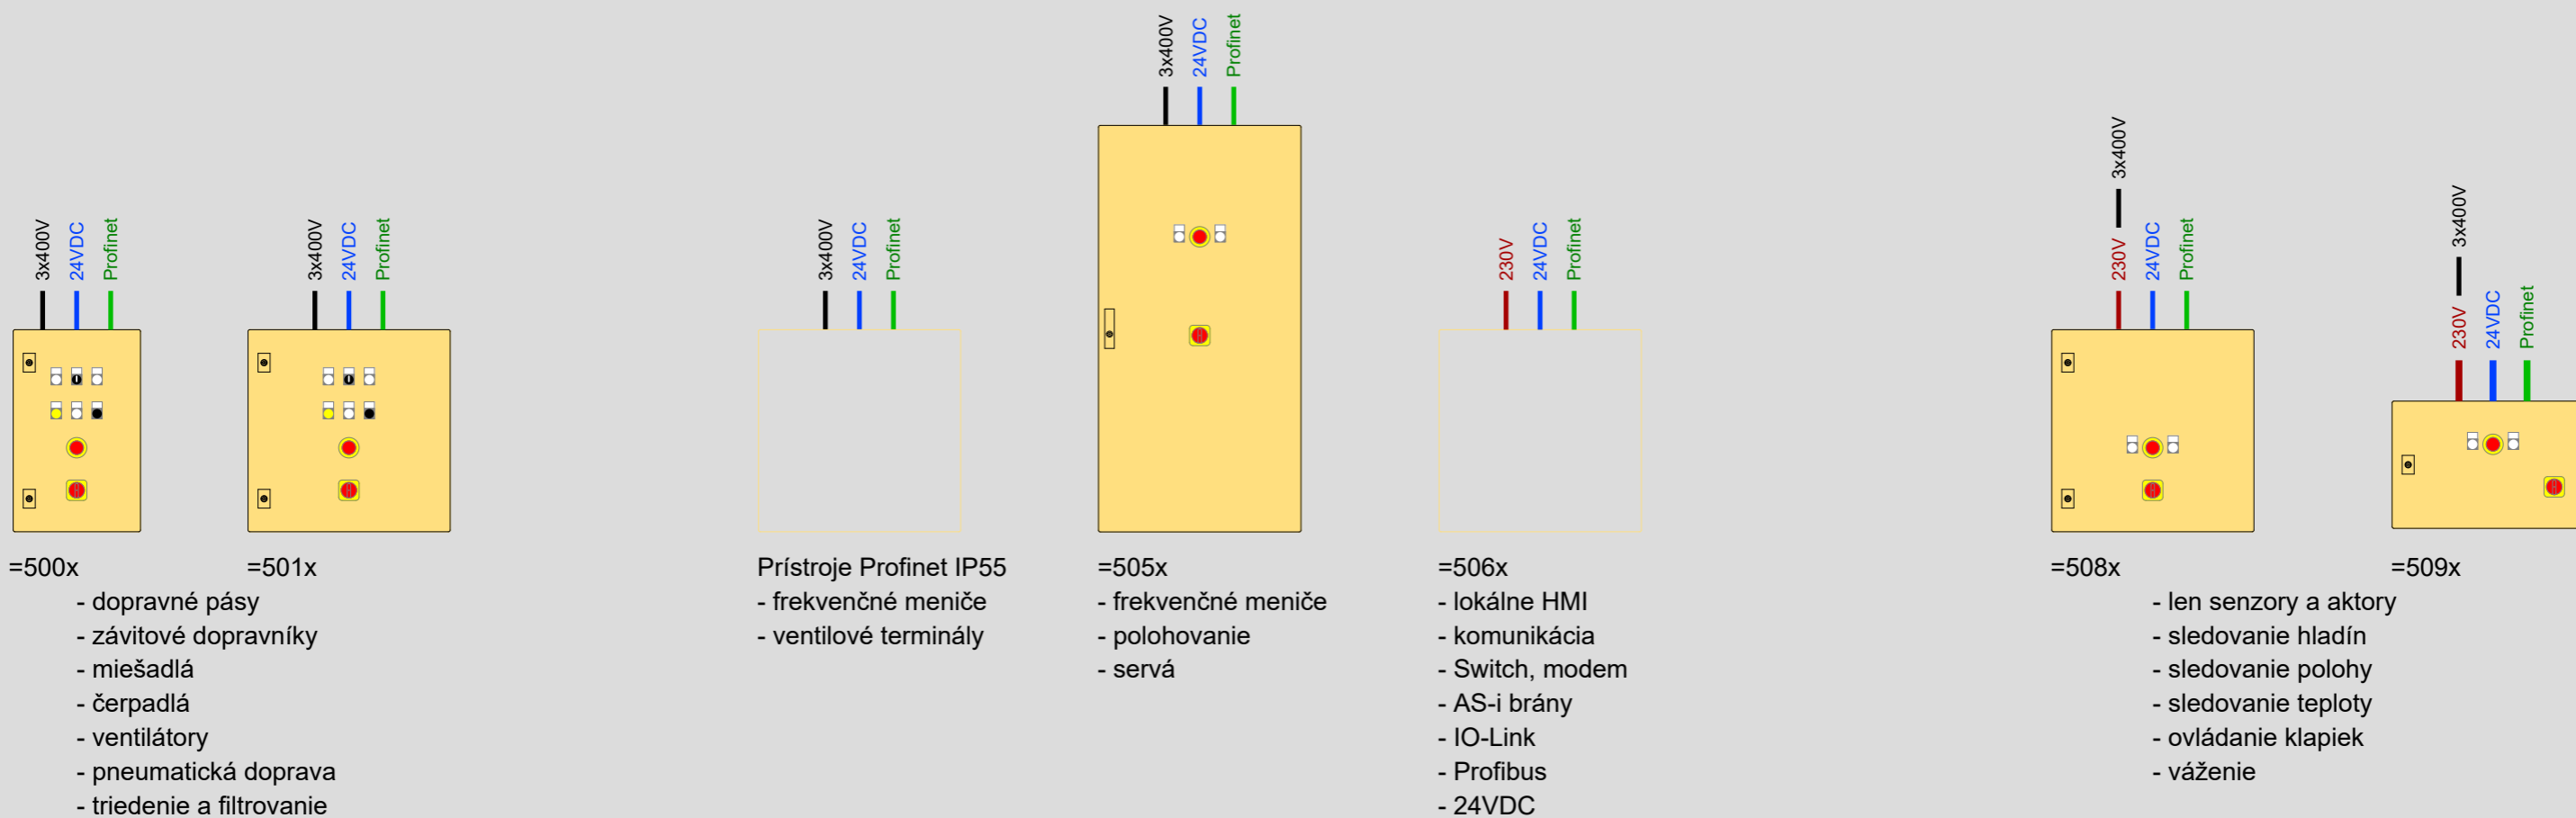 3x400V
24VDC
Profinet
3x400V
24VDC
Profinet
3x400V
24VDC
Profinet
3x400V
24VDC
Profinet
230V
24VDC
Profinet
3x400V
230V
24VDC
Profinet
3x400V
230V
24VDC
Profinet
=500x
=501x
- dopravné pásy
- závitové dopravníky
- miešadlá
- čerpadlá
- ventilátory
- pneumatická doprava
- triedenie a filtrovanie
Prístroje Profinet IP55
- frekvenčné meniče
- ventilové terminály
=505x
- frekvenčné meniče
- polohovanie
- servá
=506x
- lokálne HMI
- komunikácia
- Switch, modem
- AS-i brány
- IO-Link
- Profibus
- 24VDC
=508x
=509x
- len senzory a aktory
- sledovanie hladín
- sledovanie polohy
- sledovanie teploty
- ovládanie klapiek
- váženie